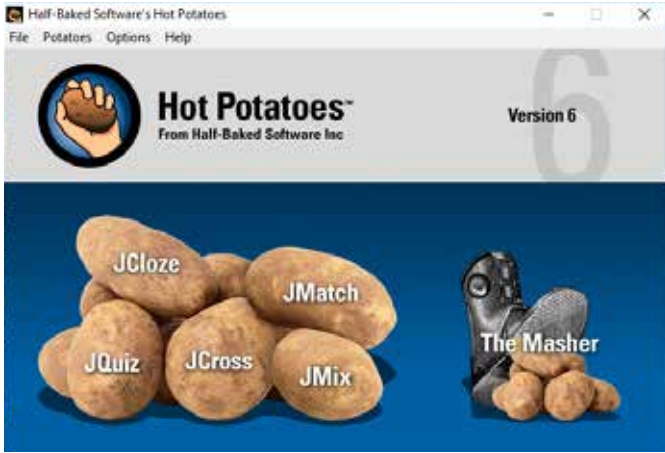 Half-Baked Software's Hot Potatoes
File Potatoes Options Help
Hot Potatoes™
From Half-Baked Software Inc
6
Version 6
JCloze
JMatch
JQuiz
JCross
JMix
The Masher